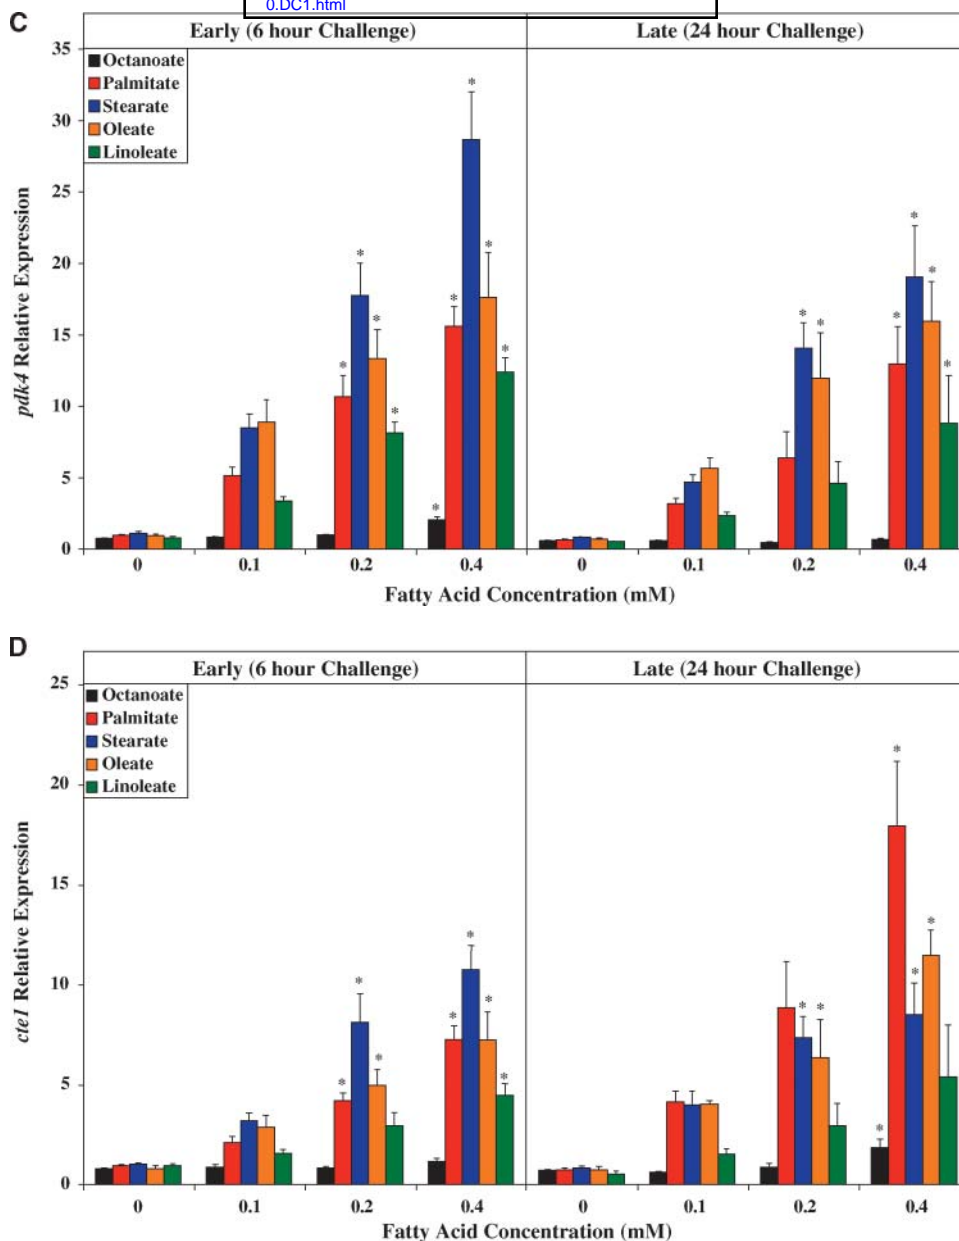 0.DC1.html
C
Early (6 hour Challenge) Late (24 hour Challenge)
35
30
25
20
15
10
5
0
Octanoate
Palmitate
Stearate
Oleate
Linoleate
* * * * * * * * * * * * * *
pdk4 Relative Expression
0 0.1 0.2 0.4 0 0.1 0.2 0.4
Fatty Acid Concentration (mM)
D
Early (6 hour Challenge) Late (24 hour Challenge)
25
20
15
10
5
0
Octanoate
Palmitate
Stearate
Oleate
Linoleate
* * * * * * * * * * * * *
cte1 Relative Expression
0 0.1 0.2 0.4 0 0.1 0.2 0.4
Fatty Acid Concentration (mM)